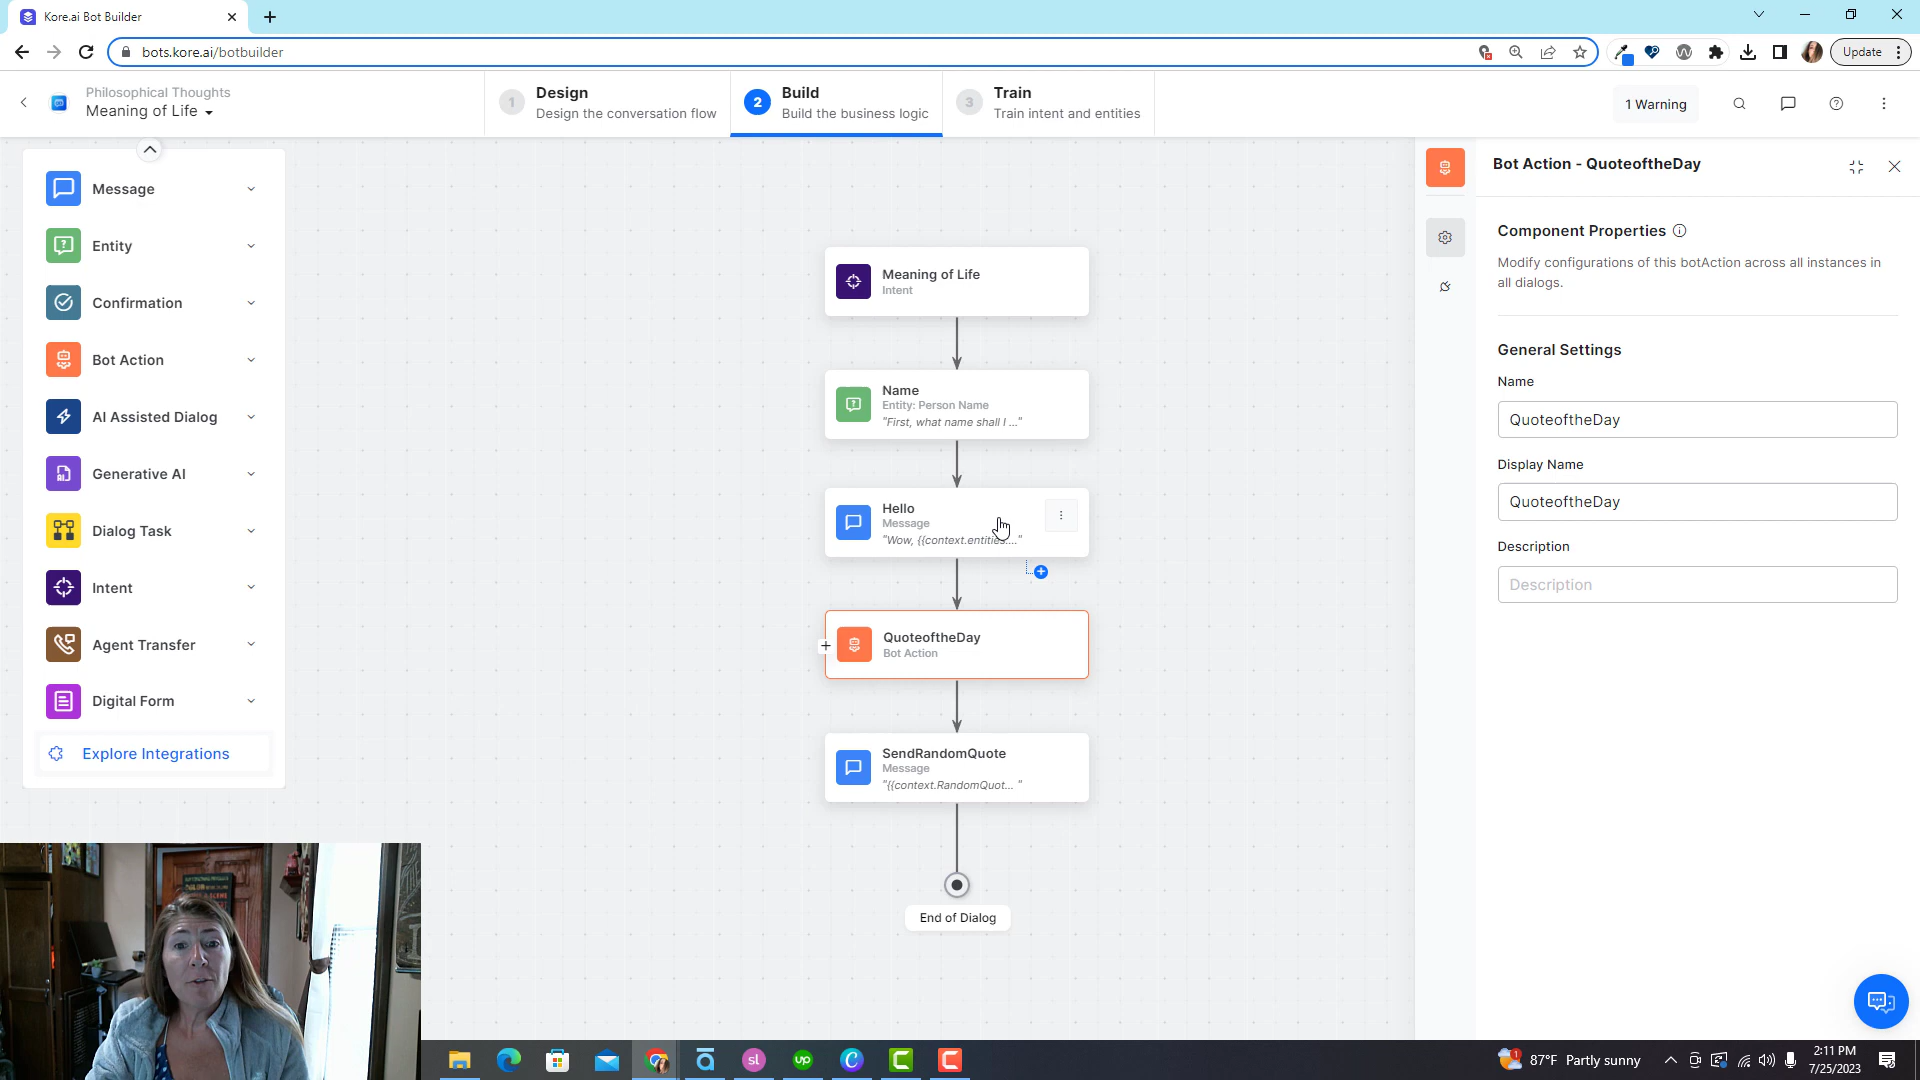 Kore.ai Bot Builder
bots.kore.ai/botbuilder
Update
Philosophical Thoughts
Meaning of Life
1
Design
Design the conversation flow
2
Build
Build the business logic
3
Train
Train intent and entities
1 Warning
Message
Entity
Confirmation
Bot Action
AI Assisted Dialog
Generative AI
Dialog Task
Intent
Agent Transfer
Digital Form
Explore Integrations
Meaning of Life
Intent
Name
Entity: Person Name
"First, what name shall I ..."
Hello
Message
"Wow, {{context.entities...."
QuoteoftheDay
Bot Action
SendRandomQuote
Message
"{{context.RandomQuot... "
End of Dialog
Bot Action - QuoteoftheDay
Component Properties
Modify configurations of this botAction across all instances in
all dialogs.
General Settings
Name
QuoteoftheDay
Display Name
QuoteoftheDay
Description
Description
87°F Partly sunny
2:11 PM
7/25/2023